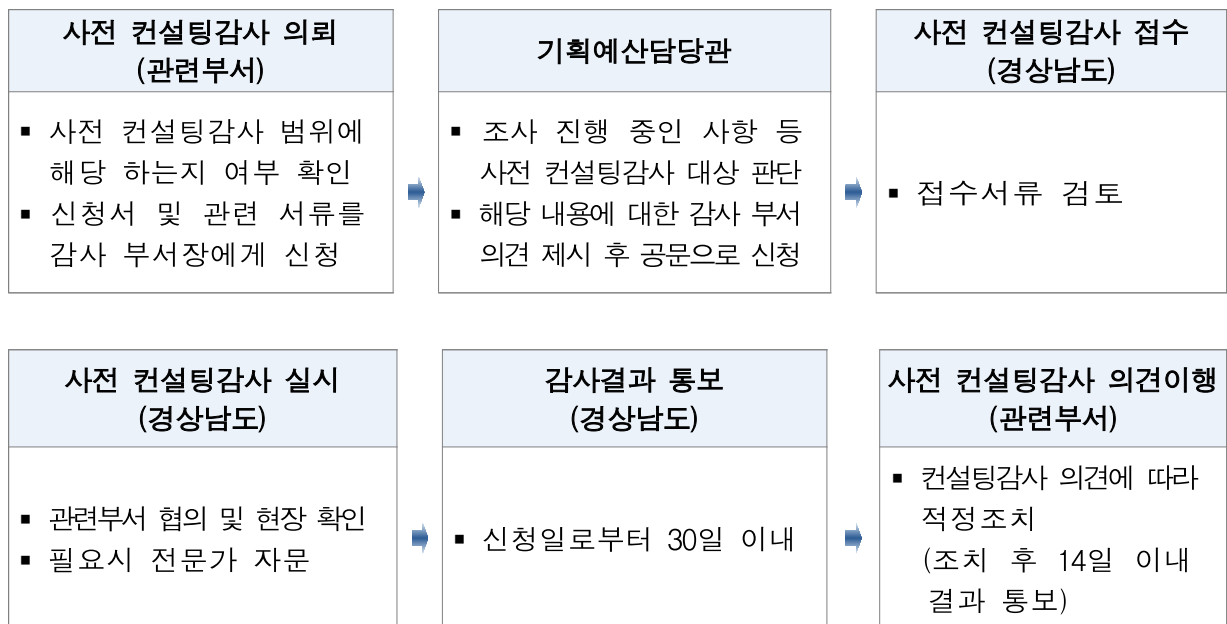 사전 컨설팅감사 의뢰
(관련부서)
▪ 사전 컨설팅감사 범위에
해당 하는지 여부 확인
▪ 신청서 및 관련 서류를
감사 부서장에게 신청
기획예산담당관
▪ 조사 진행 중인 사항 등
사전 컨설팅감사 대상 판단
▪ 해당 내용에 대한 감사 부서
의견 제시 후 공문으로 신청
사전 컨설팅감사 접수
(경상남도)
▪ 접수서류 검토
사전 컨설팅감사 실시
(경상남도)
▪ 관련부서 협의 및 현장 확인
▪ 필요시 전문가 자문
감사결과 통보
(경상남도)
▪ 신청일로부터 30일 이내
사전 컨설팅감사 의견이행
(관련부서)
▪ 컨설팅감사 의견에 따라
적정조치
(조치 후 14일 이내
결과 통보)